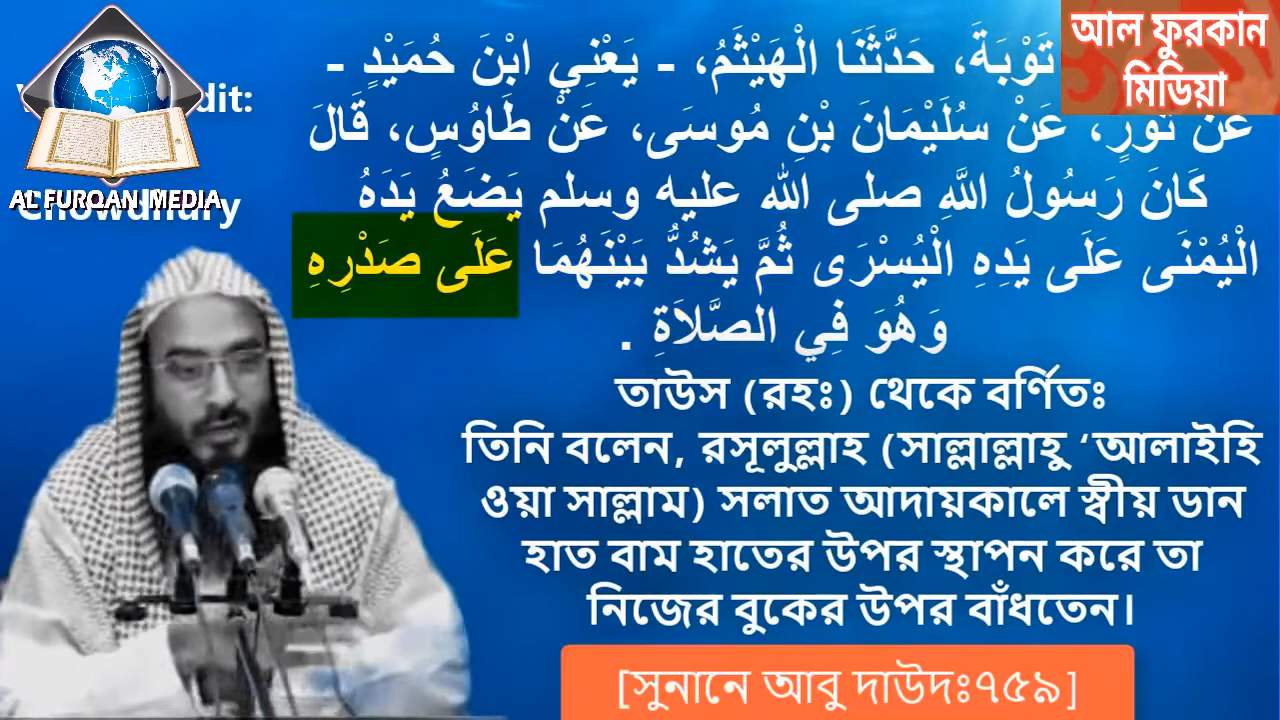 আল ফুরকান
মিডিয়া
dit:
AL FURQAN MEDIA
Chowdhury
تَوْبَةَ، حَدَّثَنَا الْهَيْثَمُ، - يَعْنِي ابْنَ حُمَيْدٍ -
عَنْ ثَوْرٍ، عَنْ سُلَيْمَانَ بْنِ مُوسَى، عَنْ طَاوُسٍ، قَالَ
كَانَ رَسُولُ اللَّهِ صلى الله عليه وسلم يَضَعُ يَدَهُ
الْيُمْنَى عَلَى يَدِهِ الْيُسْرَى ثُمَّ يَشُدُّ بَيْنَهُمَا عَلَى صَدْرِهِ
وَهُوَ فِي الصَّلاَةِ .
তাউস (রহঃ) থেকে বর্ণিতঃ
তিনি বলেন, রসূলুল্লাহ (সাল্লাল্লাহু ‘আলাইহি
ওয়া সাল্লাম) সলাত আদায়কালে স্বীয় ডান
হাত বাম হাতের উপর স্থাপন করে তা
নিজের বুকের উপর বাঁধতেন।
[সুনানে আবু দাউদঃ৭৫৯]